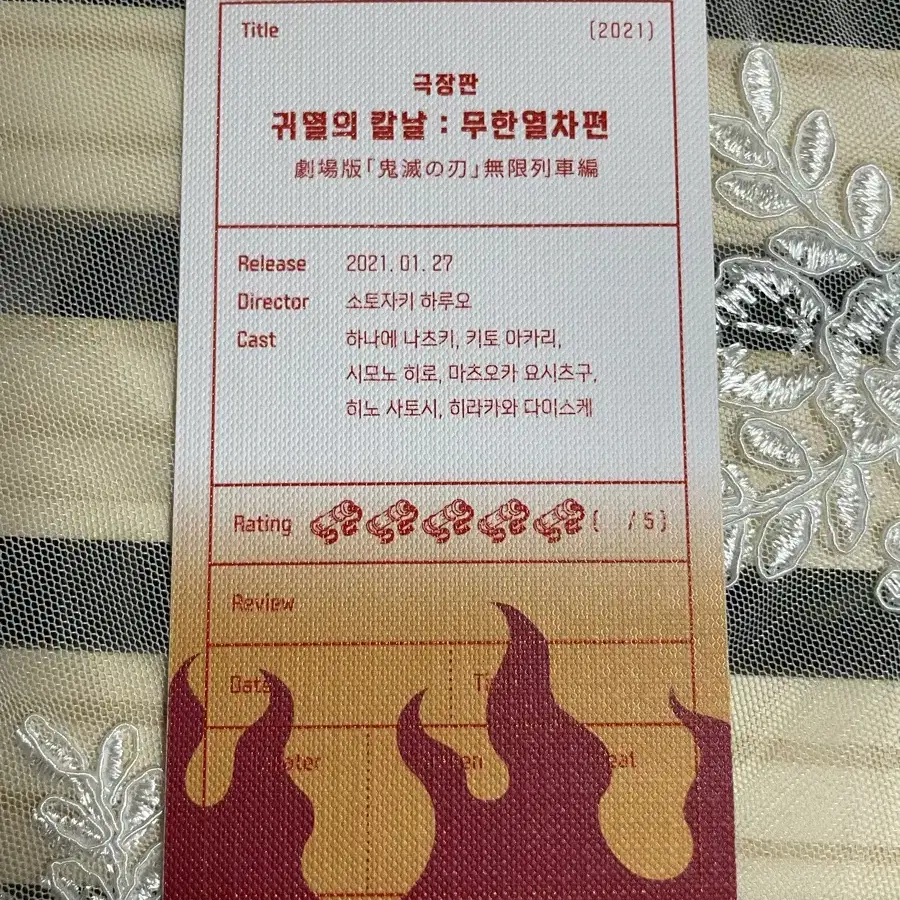 Title (2021)
극장판
귀멸의 칼날 : 무한열차편
劇場版「鬼滅の刃」無限列車編
Release 2021. 01. 27
Director 소토자키 하루오
Cast 하나에 나츠키, 키토 아카리,
시모노 히로, 마츠오카 요시츠구,
히노 사토시, 히라카와 다이스케
Rating ( / 5)
Review
Date